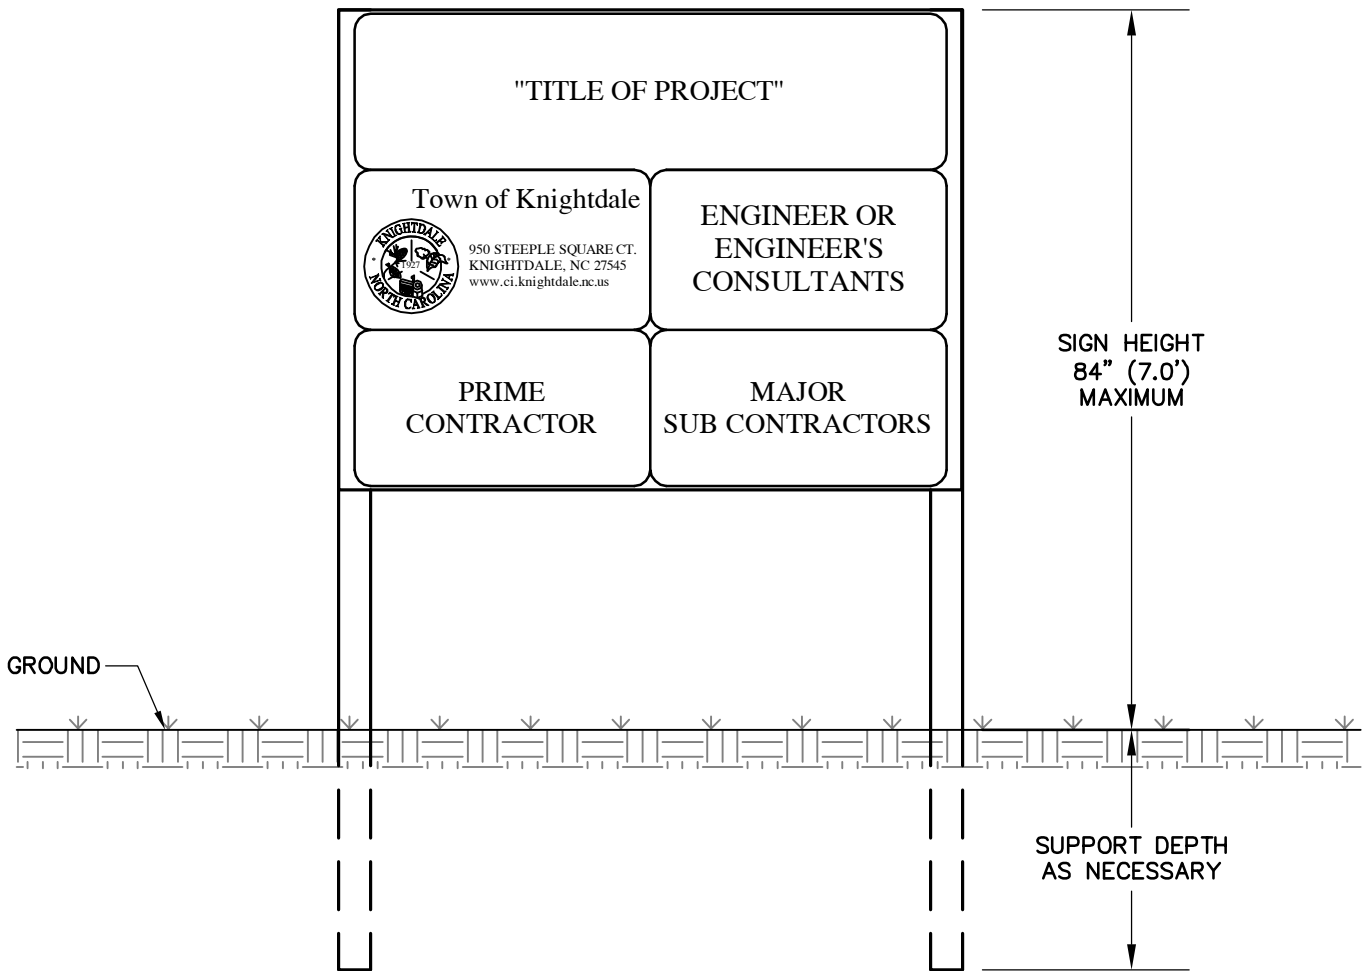 "TITLE OF PROJECT"
Town of Knightdale
KNIGHTDALE
1927
NORTH CAROLINA
950 STEEPLE SQUARE CT.
KNIGHTDALE, NC 27545
www.ci.knightdale.nc.us
ENGINEER OR
ENGINEER'S
CONSULTANTS
PRIME
CONTRACTOR
MAJOR
SUB CONTRACTORS
SIGN HEIGHT
84" (7.0')
MAXIMUM
GROUND
SUPPORT DEPTH
AS NECESSARY